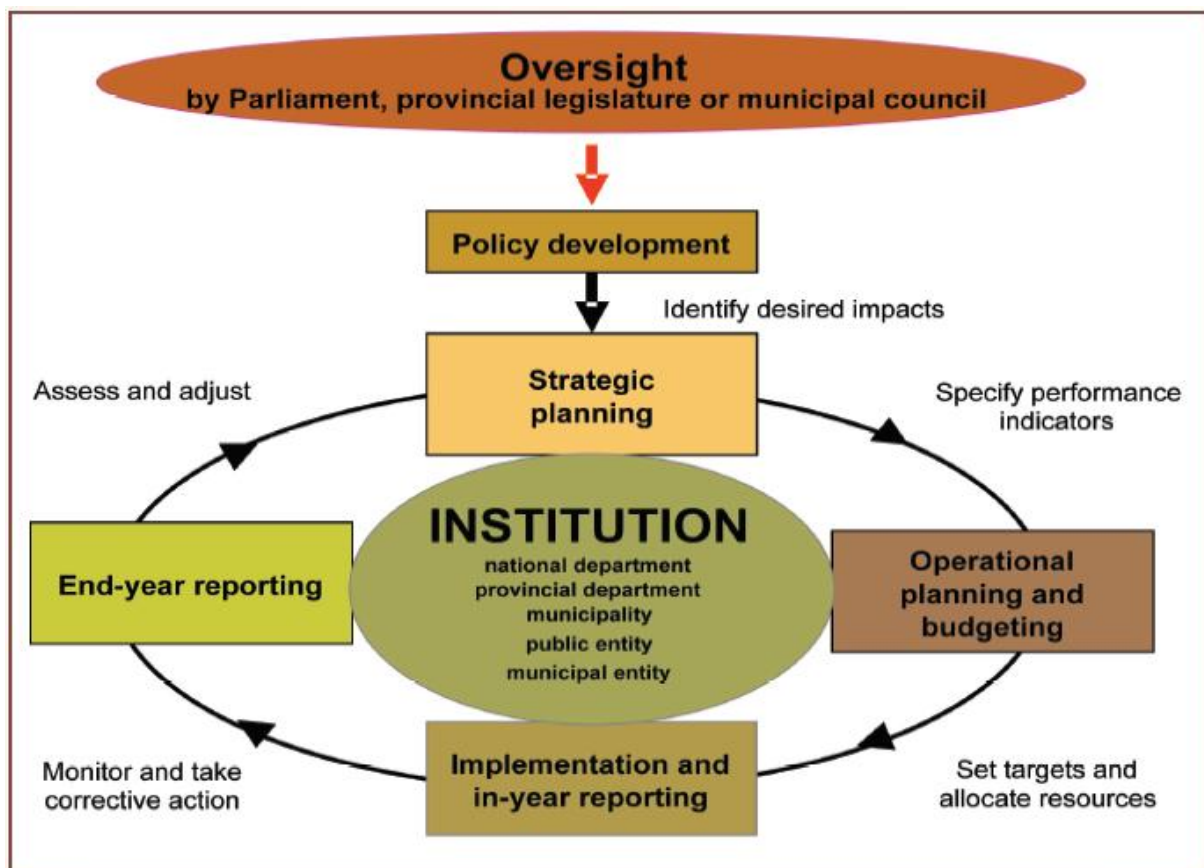 Oversight
by Parliament, provincial legislature or municipal council
Policy development
Identify desired impacts
Strategic
planning
Assess and adjust
Specify performance
indicators
INSTITUTION
national department
provincial department
municipality
public entity
municipal entity
End-year reporting
Operational
planning and
budgeting
Implementation and
in-year reporting
Monitor and take
corrective action
Set targets and
allocate resources